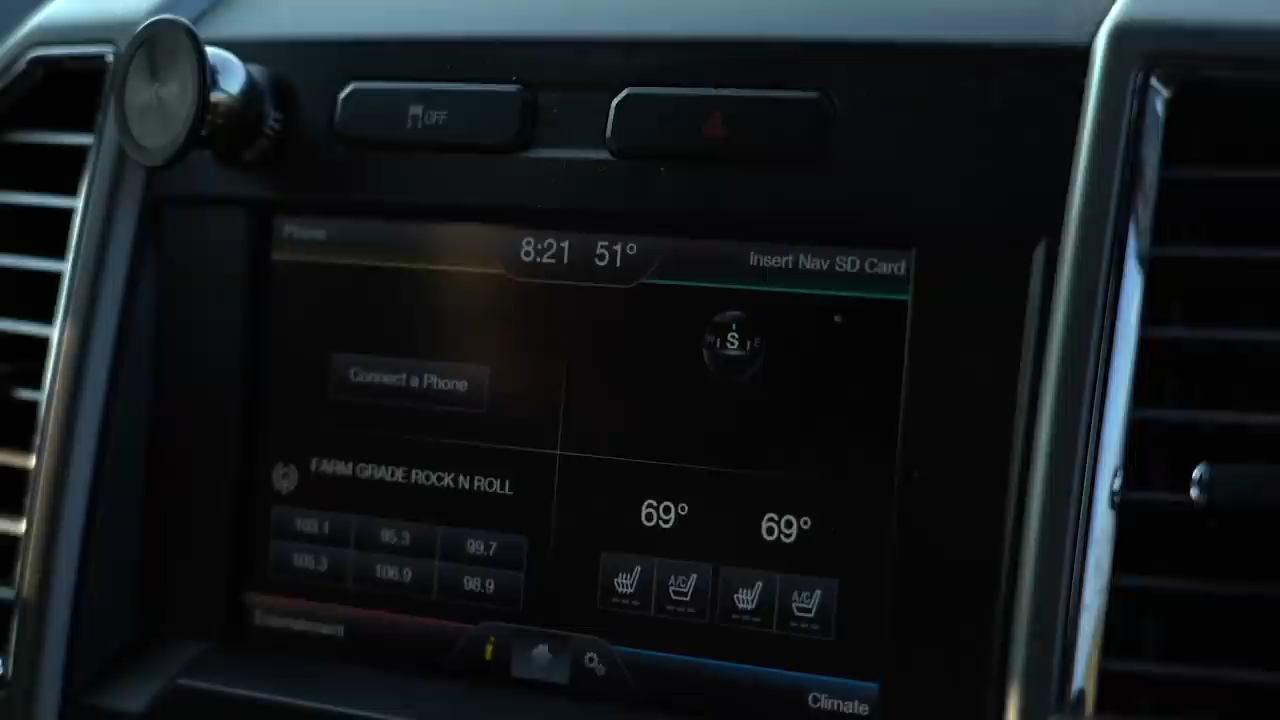 OFF
Phone
8:21 51°
Insert Nav SD Card
S
E
Connect a Phone
FARM GRADE ROCK N ROLL
69° 69°
103.1 95.3 99.7
105.3 106.9 98.9
A/C A/C
Entertainment
i
Climate